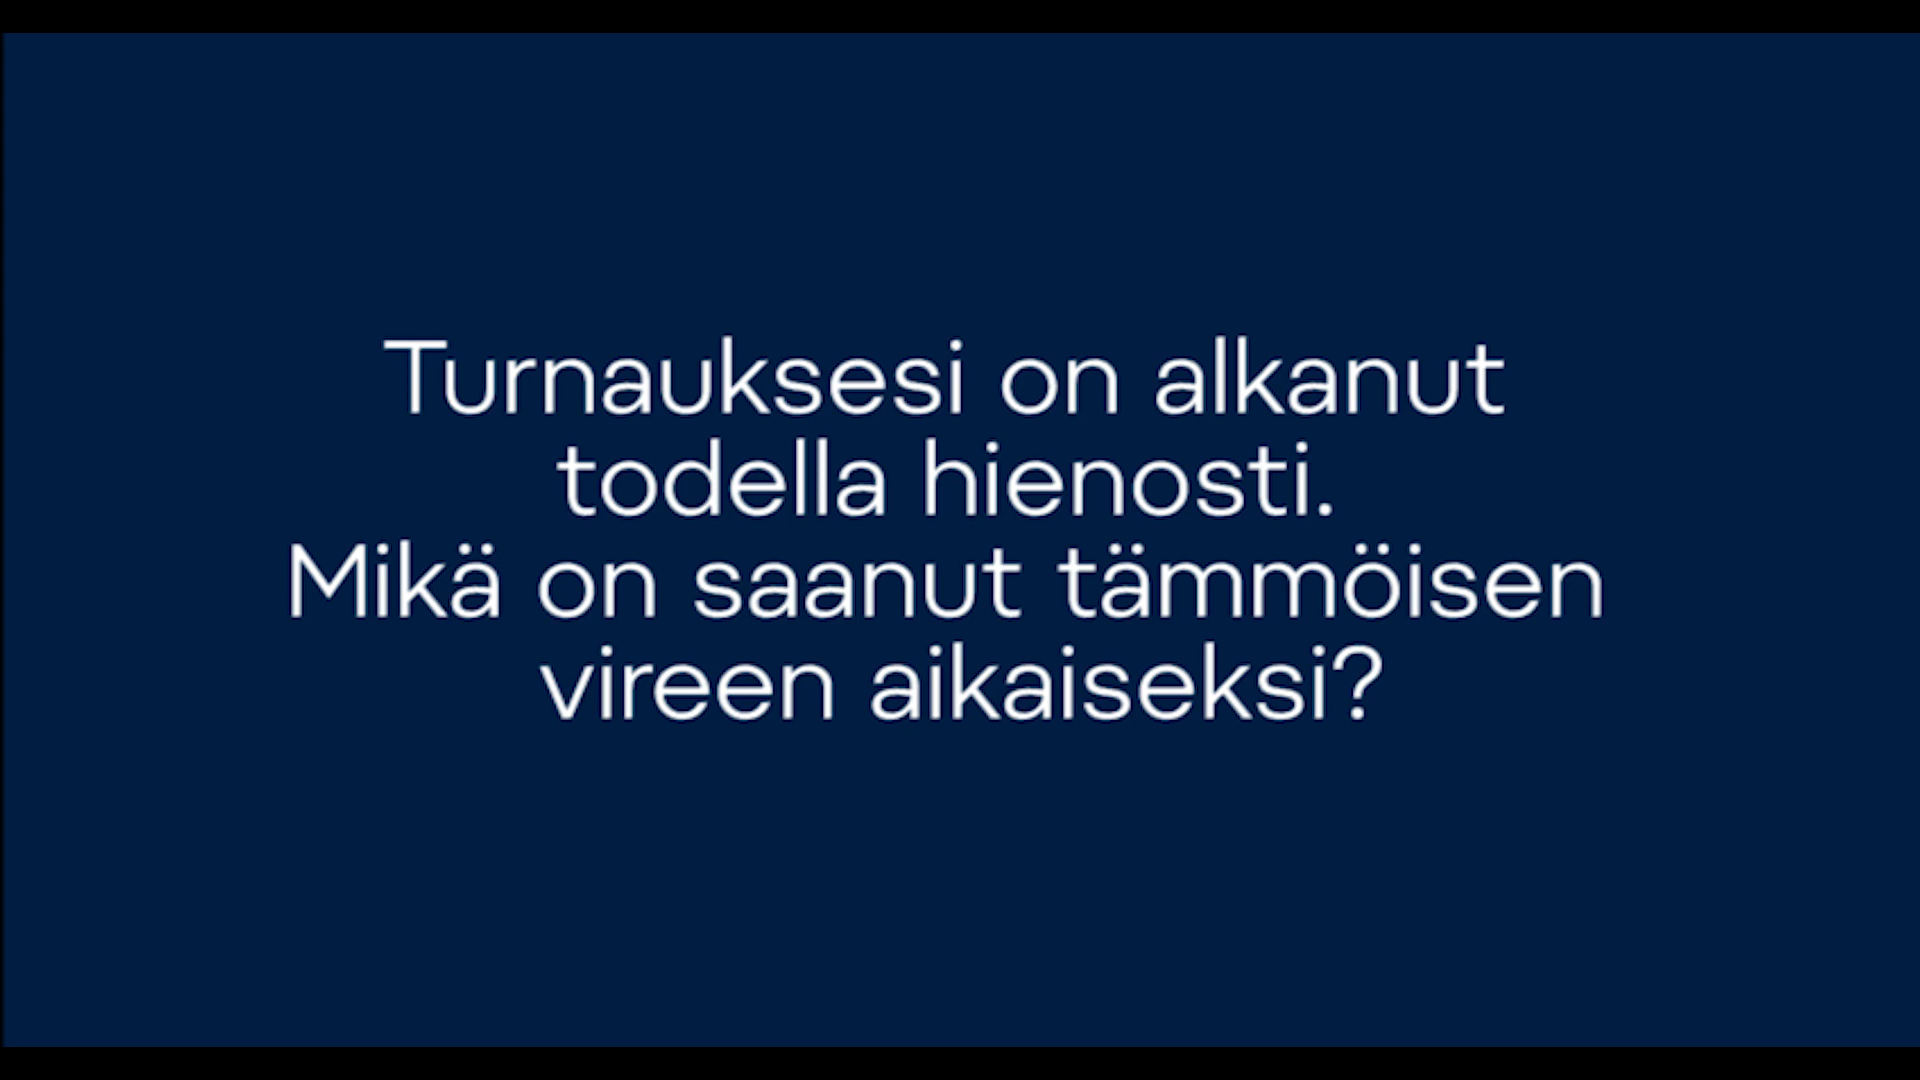 Turnauksesi on alkanut
todella hienosti.
Mikä on saanut tämmöisen
vireen aikaiseksi?